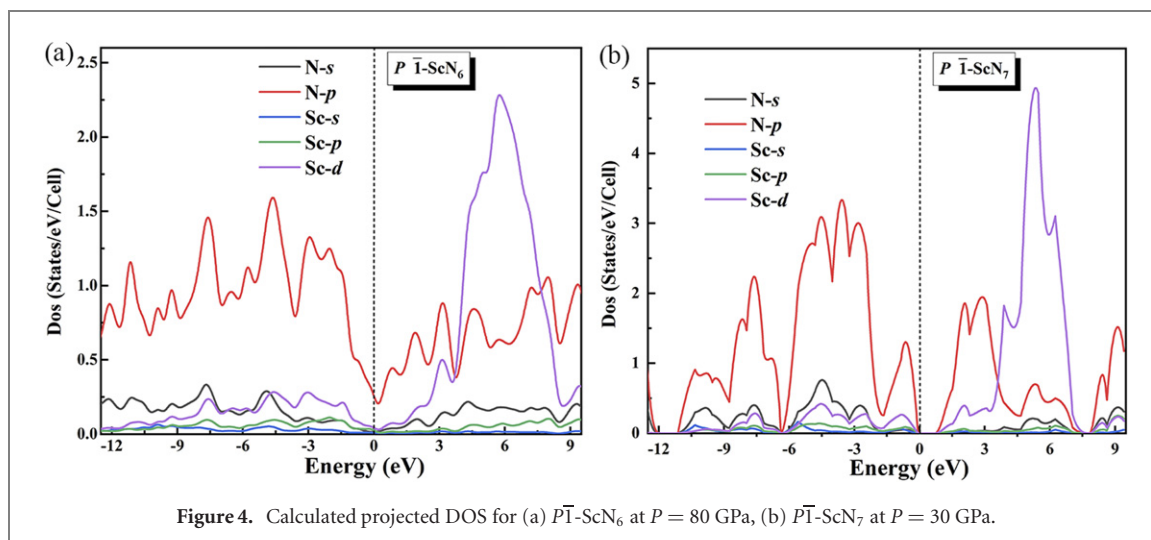 (a)
P 1̅-ScN₆
N-s
N-p
Sc-s
Sc-p
Sc-d
Dos (States/eV/Cell)
2.5
2.0
1.5
1.0
0.5
0.0
-12 -9 -6 -3 0 3 6 9
Energy (eV)
(b)
P 1̅-ScN₇
N-s
N-p
Sc-s
Sc-p
Sc-d
Dos (States/eV/Cell)
5
4
3
2
1
0
-12 -9 -6 -3 0 3 6 9
Energy (eV)
Figure 4. Calculated projected DOS for (a) P1̅-ScN₆ at P = 80 GPa, (b) P1̅-ScN₇ at P = 30 GPa.